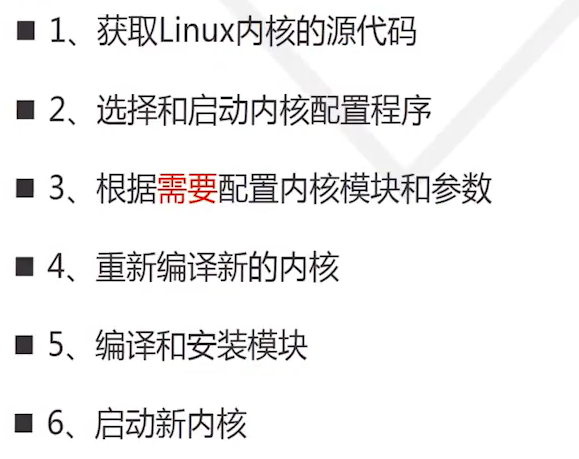 ■ 1、获取Linux内核的源代码
■ 2、选择和启动内核配置程序
■ 3、根据需要配置内核模块和参数
■ 4、重新编译新的内核
■ 5、编译和安装模块
■ 6、启动新内核